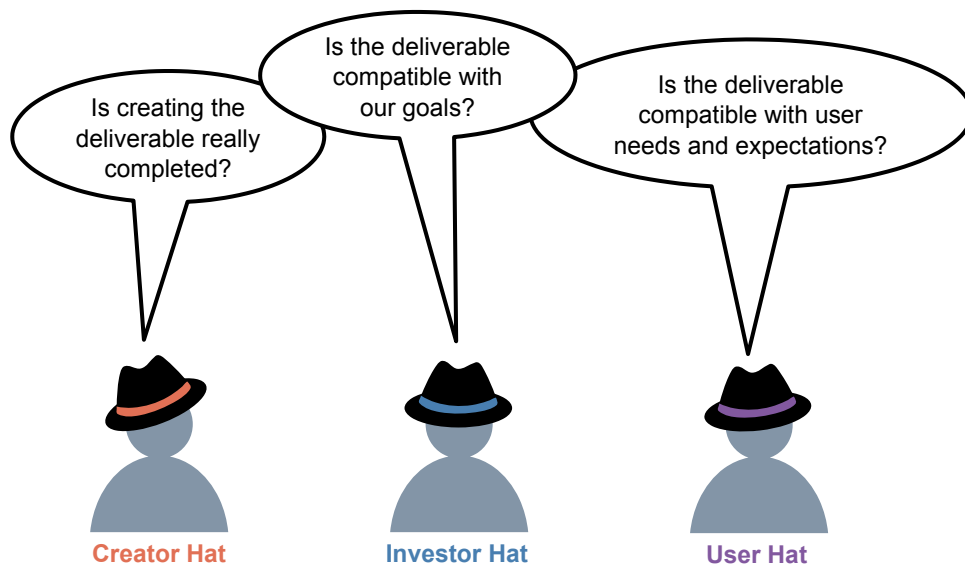 Is creating the
deliverable really
completed?
Is the deliverable
compatible with
our goals?
Is the deliverable
compatible with user
needs and expectations?
Creator Hat
Investor Hat
User Hat